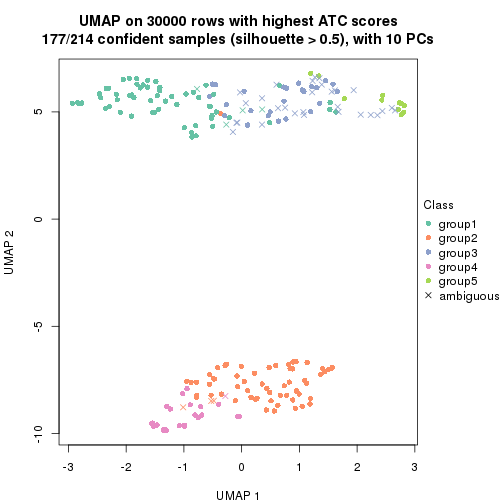 UMAP on 30000 rows with highest ATC scores
177/214 confident samples (silhouette > 0.5), with 10 PCs
UMAP 2
5
0
-5
-10
-3
-2
-1
0
1
2
3
UMAP 1
Class
group1
group2
group3
group4
group5
ambiguous